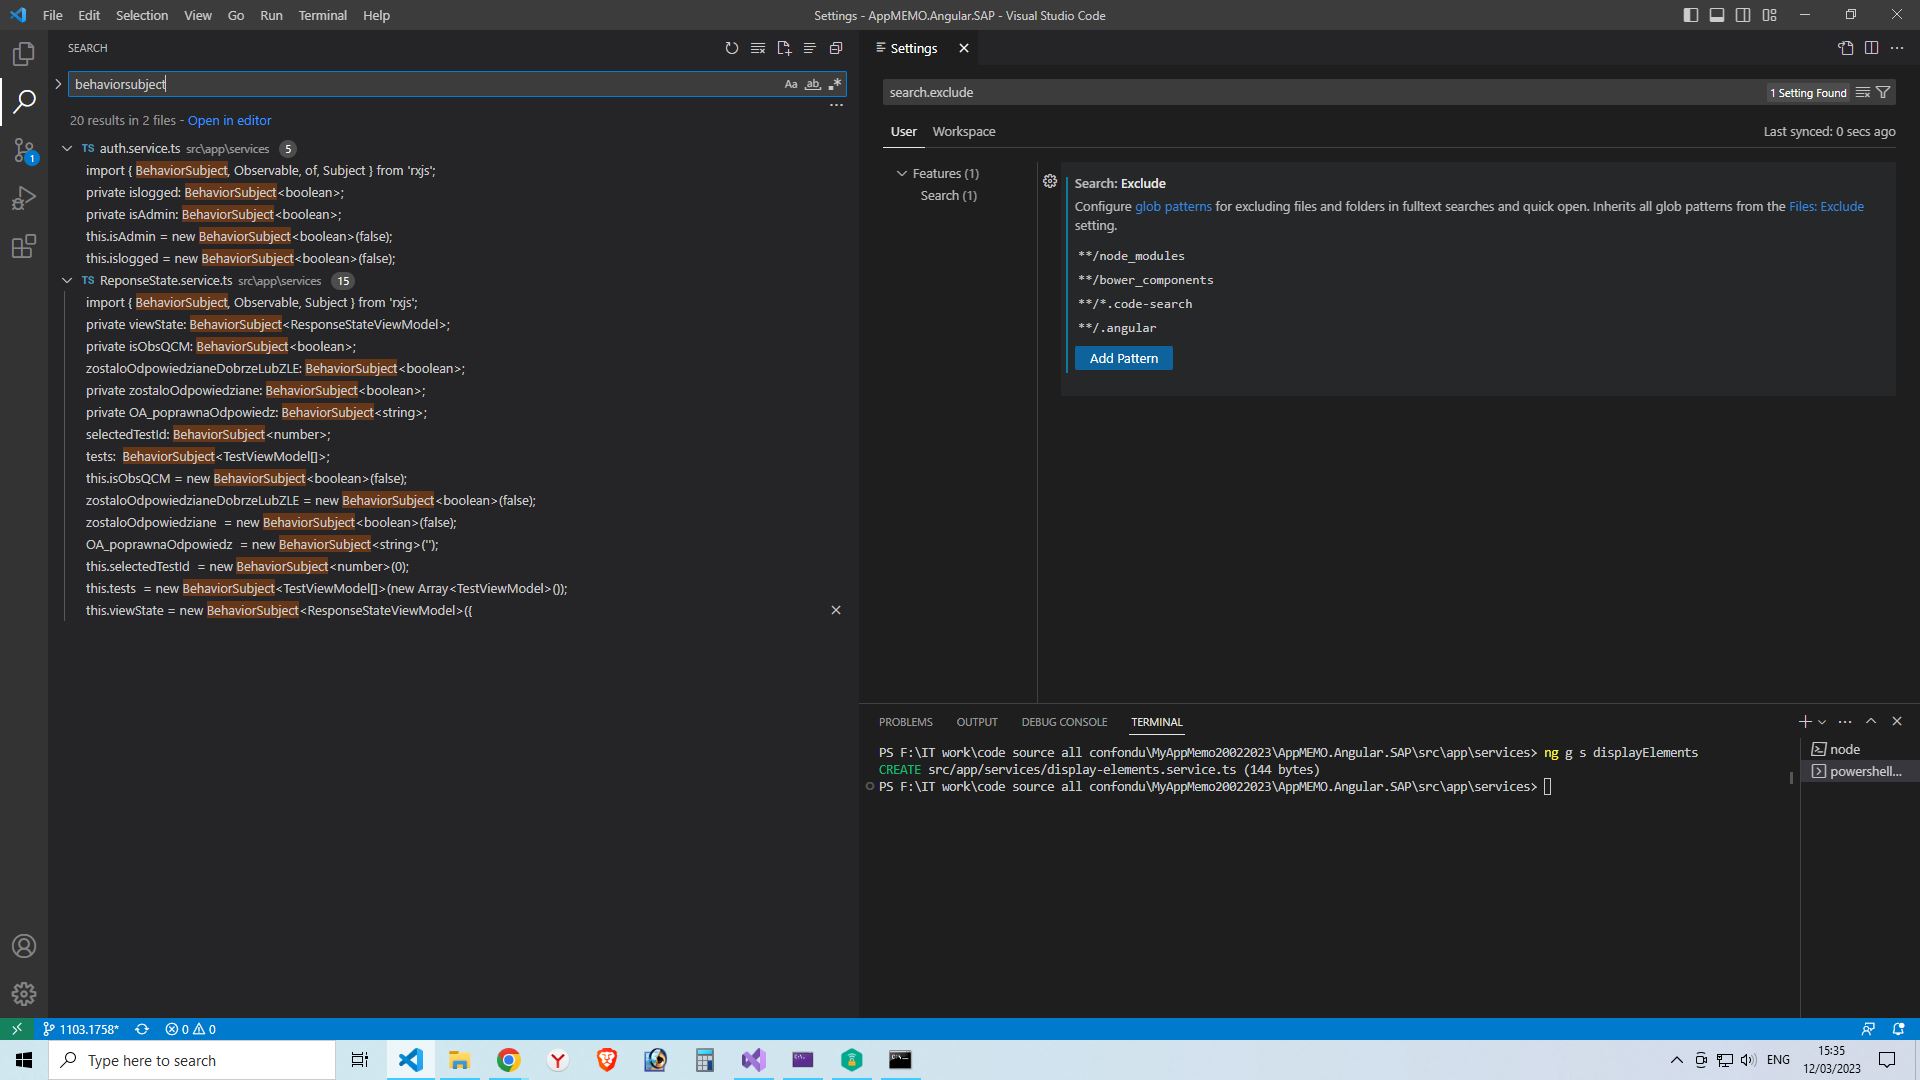 File Edit Selection View Go Run Terminal Help
Settings - AppMEMO.Angular.SAP - Visual Studio Code
SEARCH
behaviorsubject
Aa ab .*
20 results in 2 files - Open in editor
TS auth.service.ts src\app\services 5
import { BehaviorSubject, Observable, of, Subject } from 'rxjs';
private islogged: BehaviorSubject<boolean>;
private isAdmin: BehaviorSubject<boolean>;
this.isAdmin = new BehaviorSubject<boolean>(false);
this.islogged = new BehaviorSubject<boolean>(false);
TS ReponseState.service.ts src\app\services 15
import { BehaviorSubject, Observable, Subject } from 'rxjs';
private viewState: BehaviorSubject<ResponseStateViewModel>;
private isObsQCM: BehaviorSubject<boolean>;
zostaloOdpowiedzianeDobrzeLubZLE: BehaviorSubject<boolean>;
private zostaloOdpowiedziane: BehaviorSubject<boolean>;
private OA_poprawnaOdpowiedz: BehaviorSubject<string>;
selectedTestId: BehaviorSubject<number>;
tests:  BehaviorSubject<TestViewModel[]>;
this.isObsQCM = new BehaviorSubject<boolean>(false);
zostaloOdpowiedzianeDobrzeLubZLE = new BehaviorSubject<boolean>(false);
zostaloOdpowiedziane  = new BehaviorSubject<boolean>(false);
OA_poprawnaOdpowiedz  = new BehaviorSubject<string>('');
this.selectedTestId  = new BehaviorSubject<number>(0);
this.tests  = new BehaviorSubject<TestViewModel[]>(new Array<TestViewModel>());
this.viewState = new BehaviorSubject<ResponseStateViewModel>({
Settings
search.exclude
1 Setting Found
User Workspace
Last synced: 0 secs ago
Features (1)
Search (1)
Search: Exclude
Configure glob patterns for excluding files and folders in fulltext searches and quick open. Inherits all glob patterns from the Files: Exclude
setting.
**/node_modules
**/bower_components
**/*.code-search
**/.angular
Add Pattern
PROBLEMS OUTPUT DEBUG CONSOLE TERMINAL
PS F:\IT work\code source all confondu\MyAppMemo20022023\AppMEMO.Angular.SAP\src\app\services> ng g s displayElements
CREATE src/app/services/display-elements.service.ts (144 bytes)
PS F:\IT work\code source all confondu\MyAppMemo20022023\AppMEMO.Angular.SAP\src\app\services>
node
powershell...
1
1103.1758*
0 0
Type here to search
ENG
15:35
12/03/2023